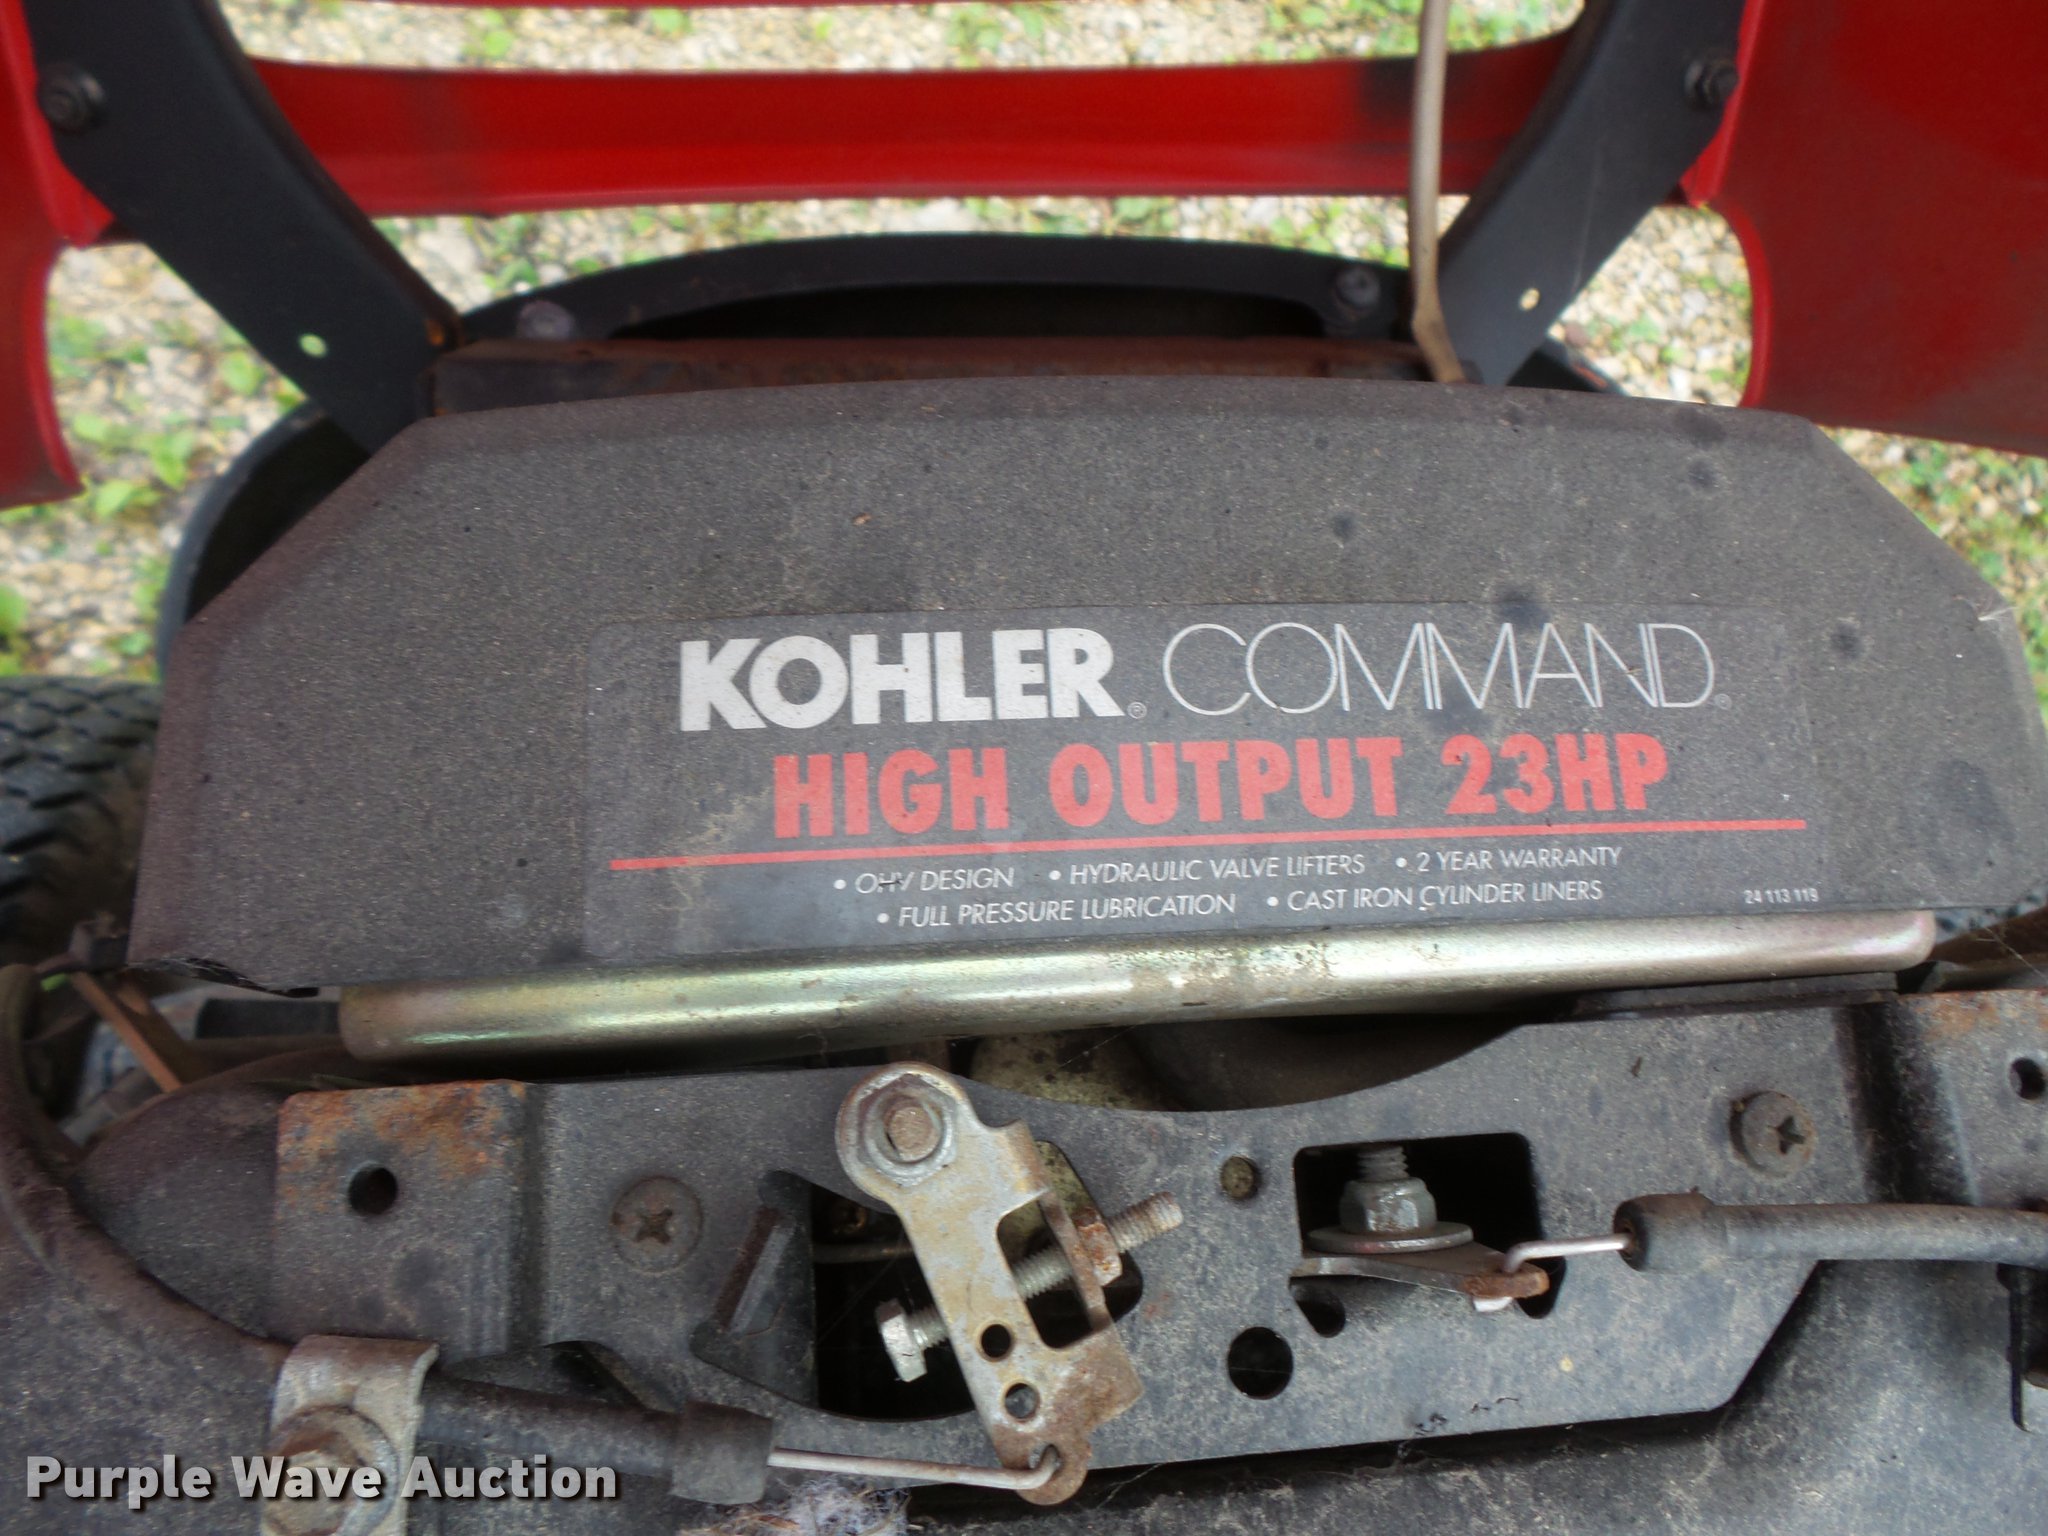 KOHLER® COMMAND®
HIGH OUTPUT 23HP
• OHV DESIGN • HYDRAULIC VALVE LIFTERS • 2 YEAR WARRANTY
• FULL PRESSURE LUBRICATION • CAST IRON CYLINDER LINERS
24 113 119
Purple Wave Auction